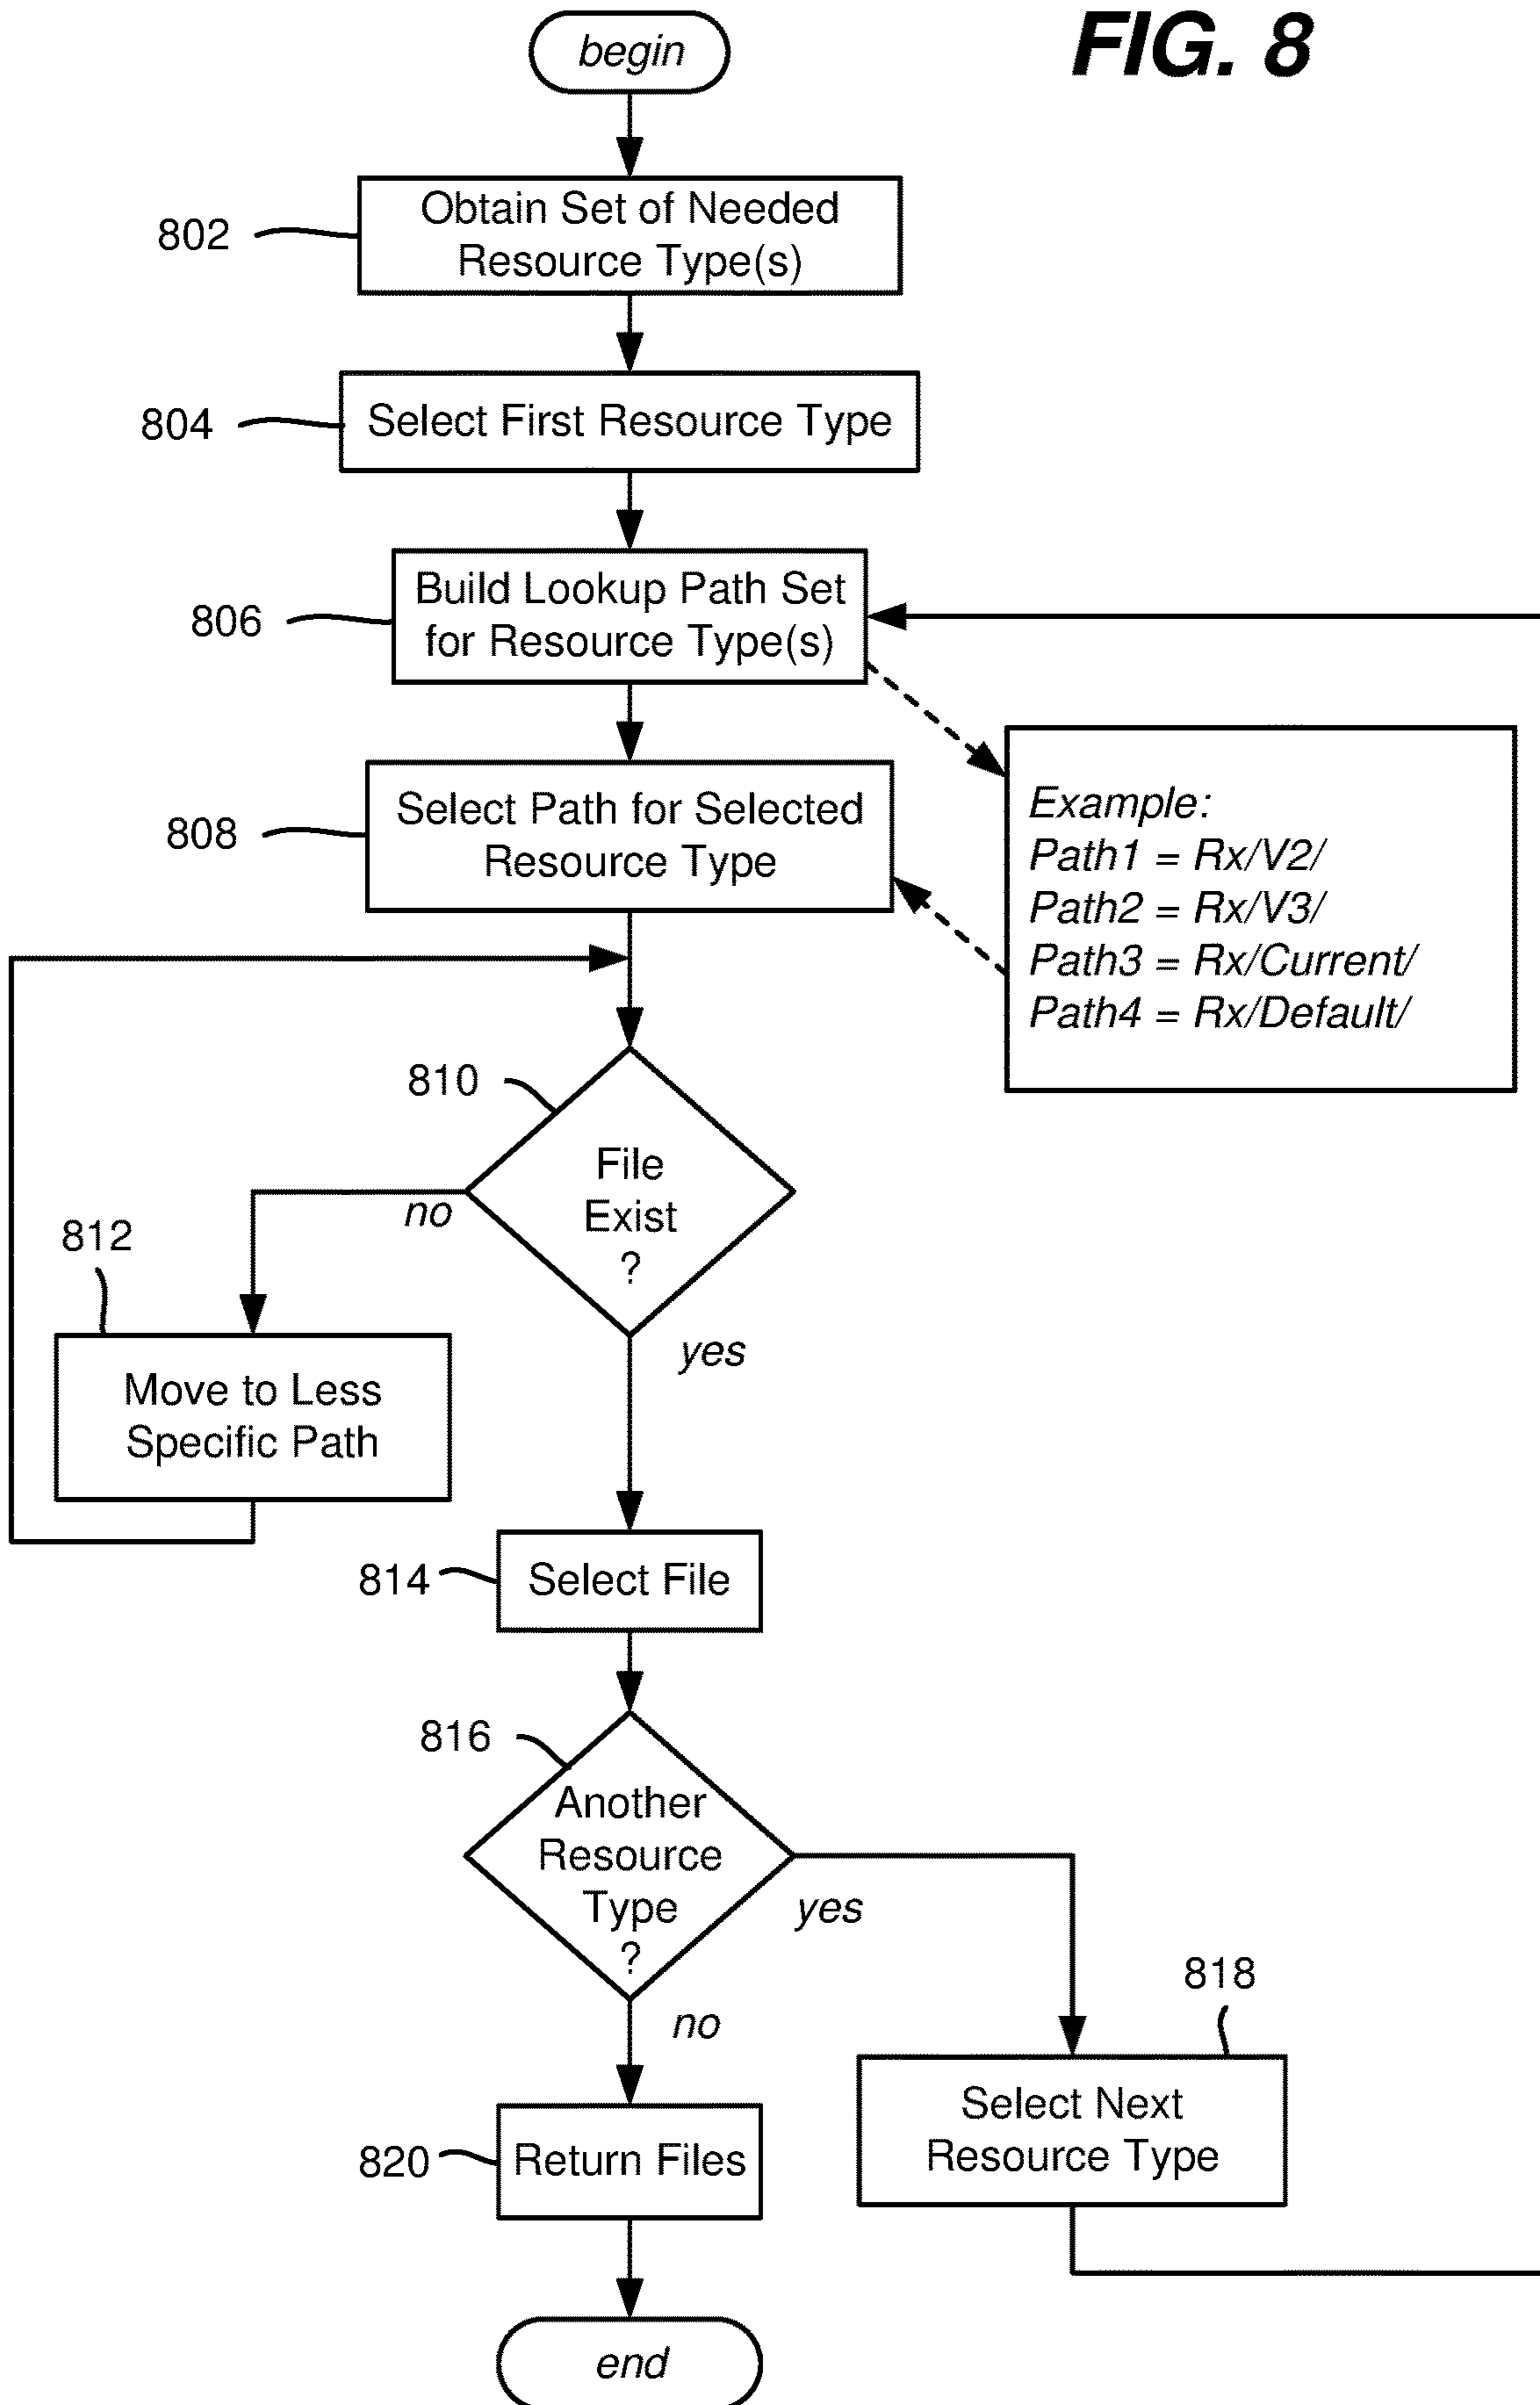 FIG. 8
begin
802
Obtain Set of Needed
Resource Type(s)
804
Select First Resource Type
806
Build Lookup Path Set
for Resource Type(s)
808
Select Path for Selected
Resource Type
Example:
Path1 = Rx/V2/
Path2 = Rx/V3/
Path3 = Rx/Current/
Path4 = Rx/Default/
810
File
Exist
?
no
yes
812
Move to Less
Specific Path
814
Select File
816
Another
Resource
Type
?
yes
no
818
Select Next
Resource Type
820
Return Files
end